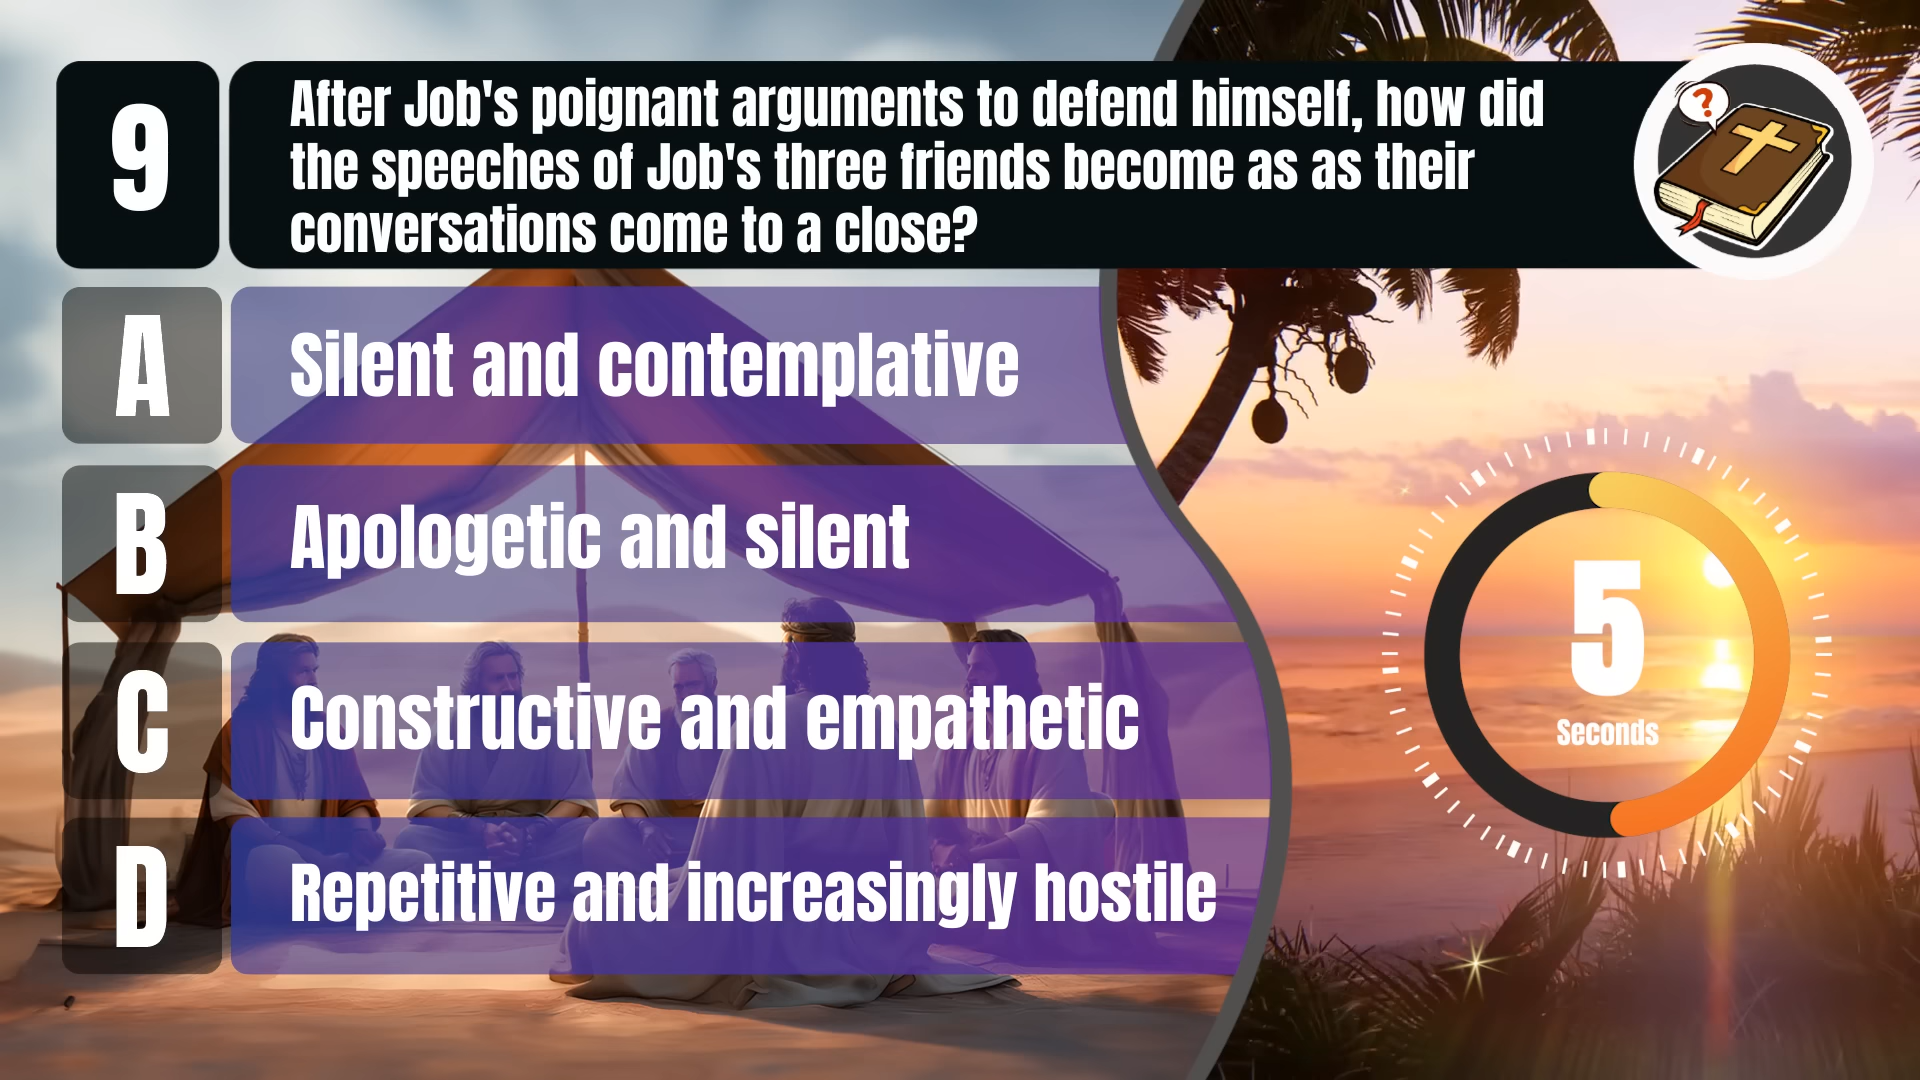 9
After Job's poignant arguments to defend himself, how did
the speeches of Job's three friends become as as their
conversations come to a close?
?
A
Silent and contemplative
B
Apologetic and silent
C
Constructive and empathetic
D
Repetitive and increasingly hostile
5
Seconds